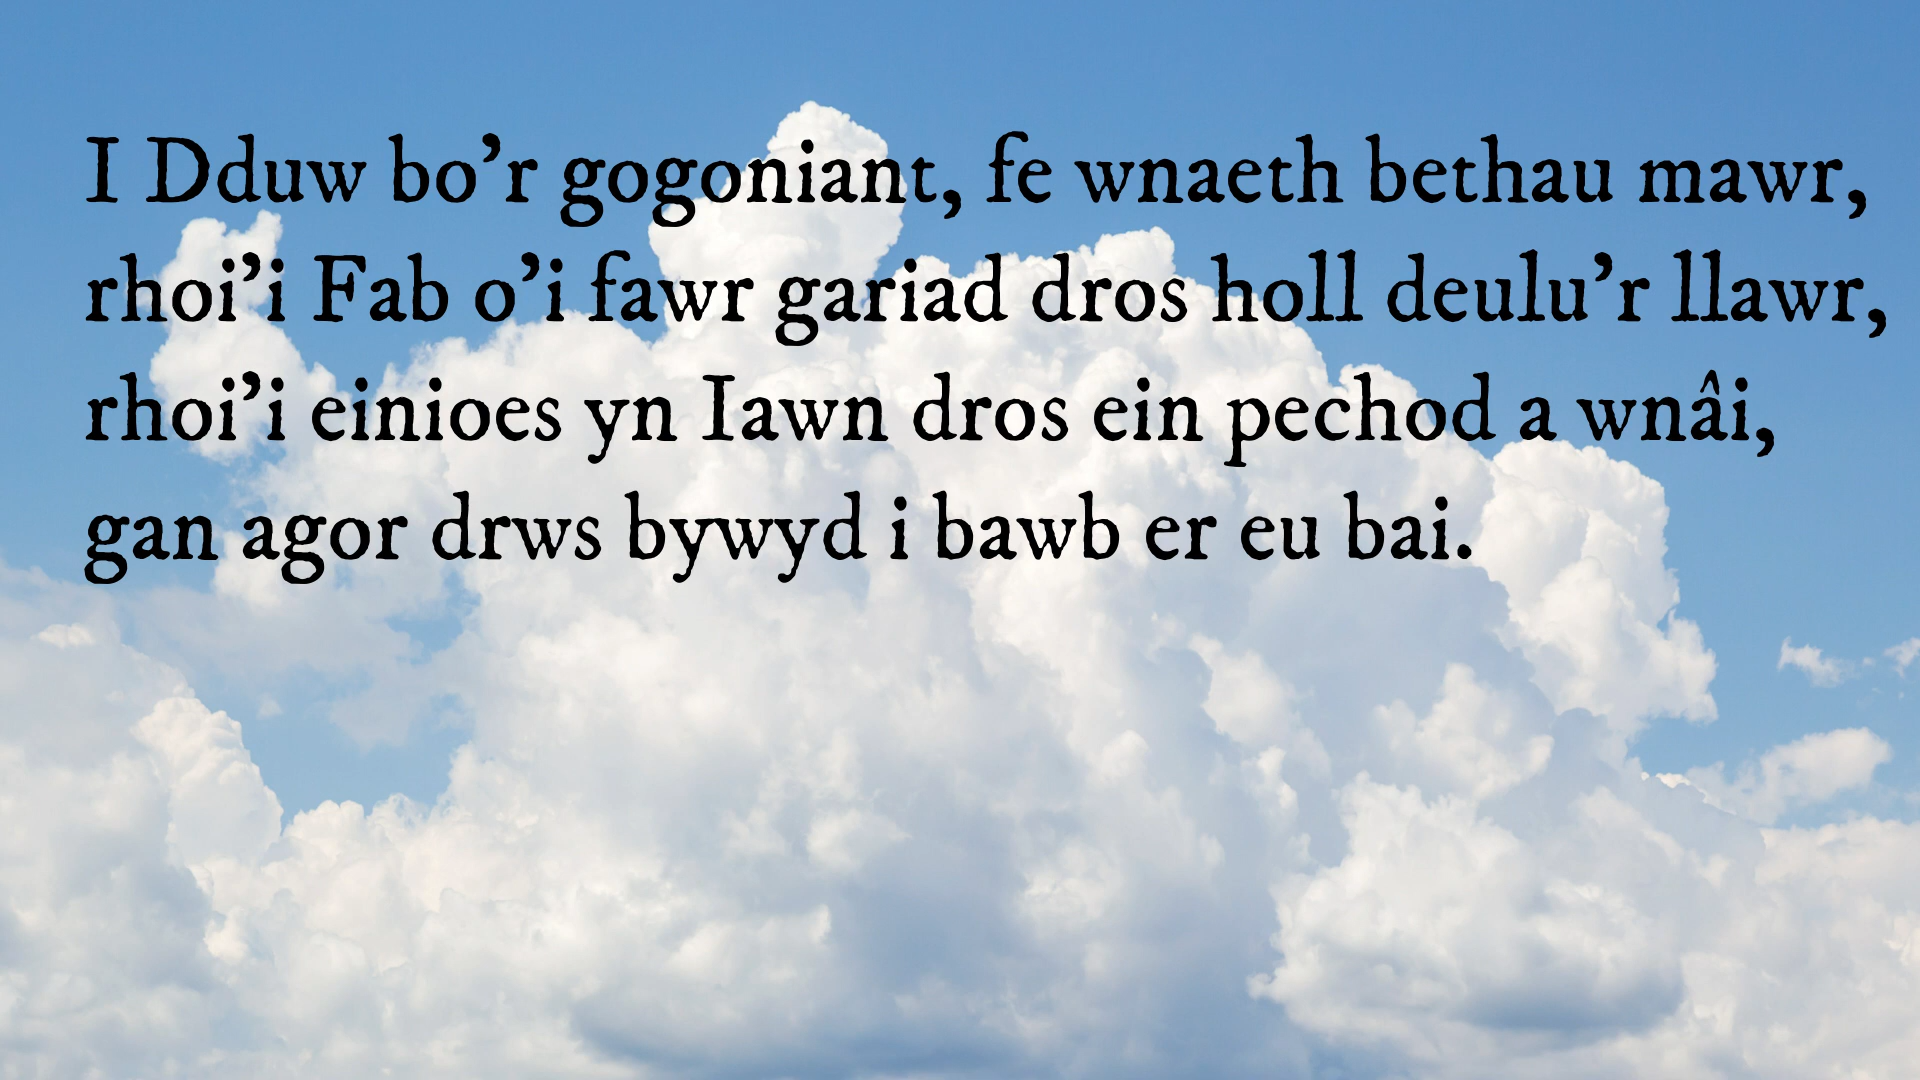 I Dduw bo’r gogoniant, fe wnaeth bethau mawr,
rhoi’i Fab o’i fawr gariad dros holl deulu’r llawr,
rhoi’i einioes yn Iawn dros ein pechod a wnâi,
gan agor drws bywyd i bawb er eu bai.